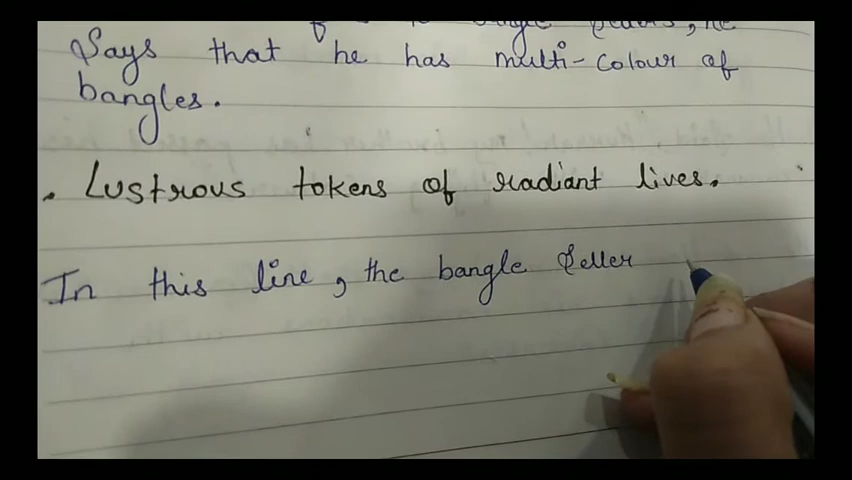 Says that he has multi-colour of
bangles.
. Lustrous tokens of radiant lives.
In this line, the bangle seller